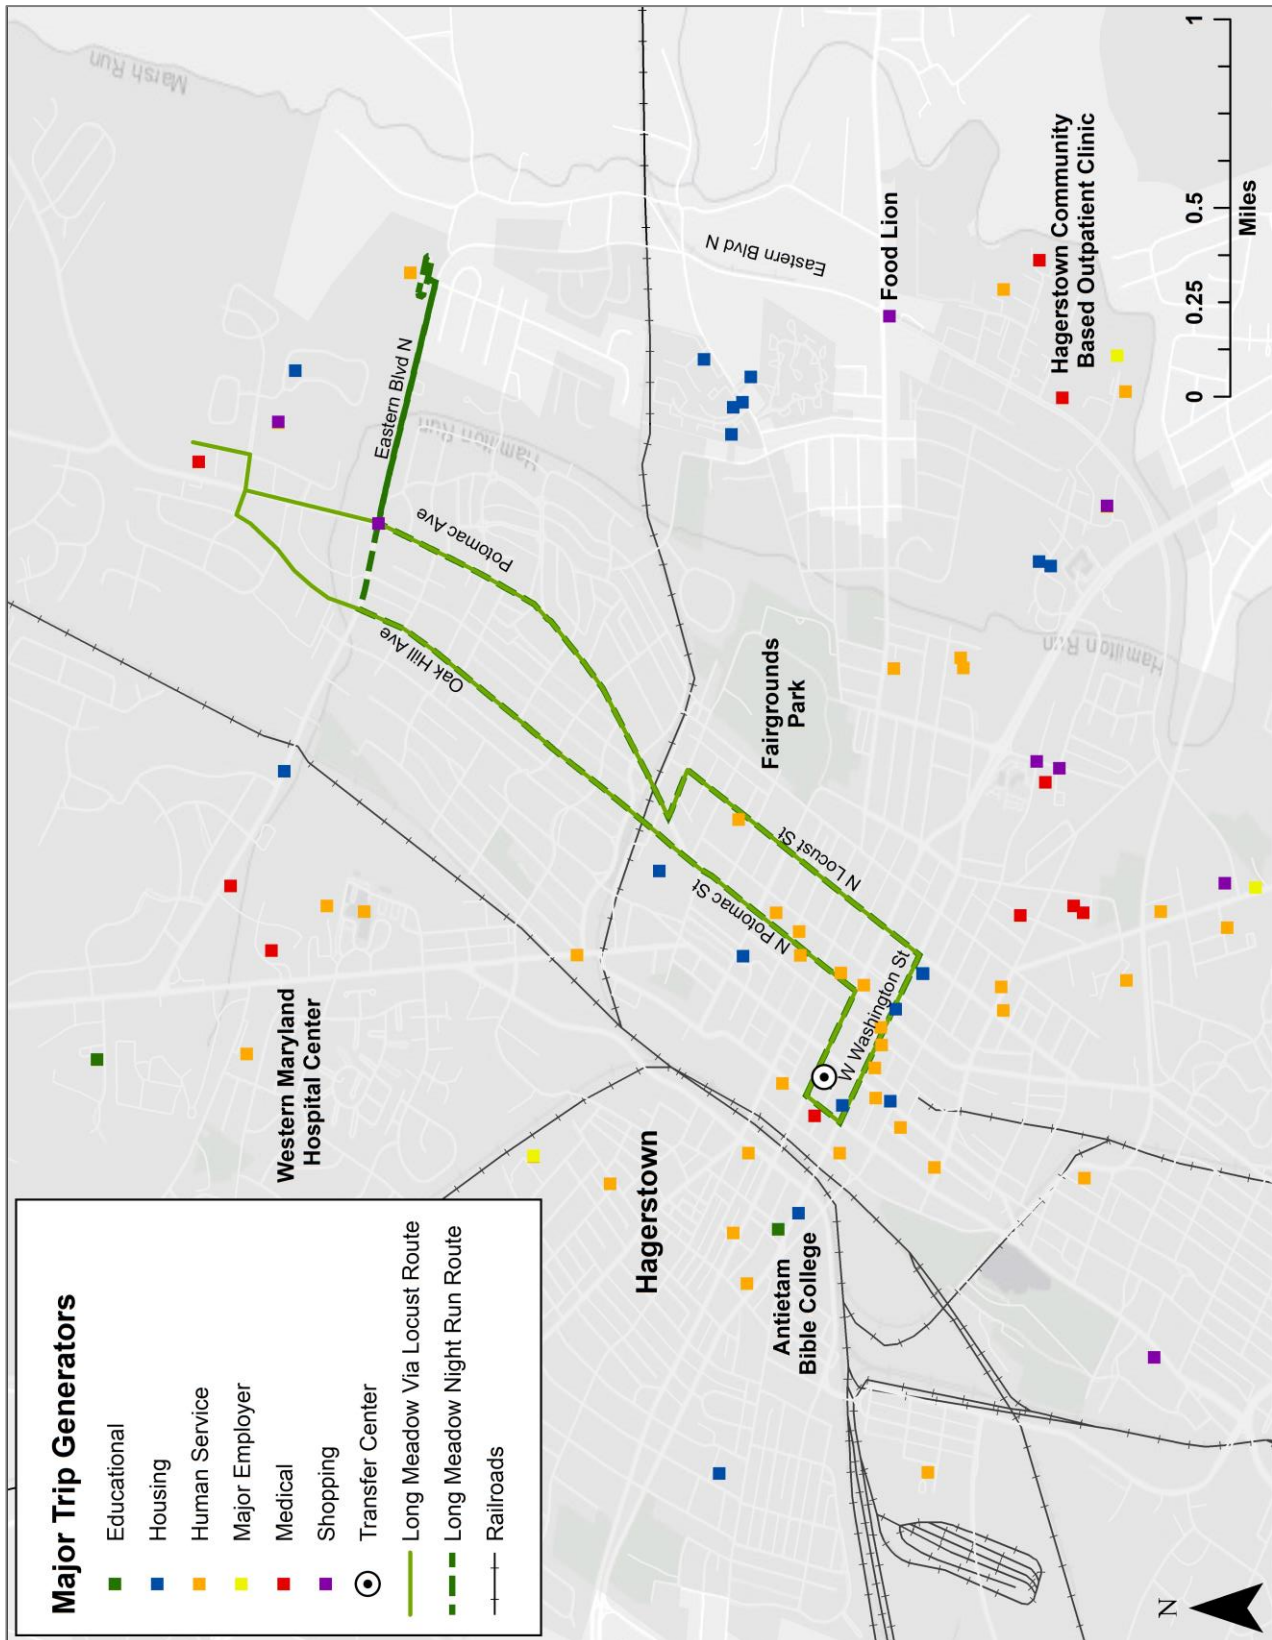 Major Trip Generators
Educational
Housing
Human Service
Major Employer
Medical
Shopping
Transfer Center
Long Meadow Via Locust Route
Long Meadow Night Run Route
Railroads
Western Maryland
Hospital Center
Hagerstown
Antietam
Bible College
Marsh Run
Eastern Blvd N
Hamilton Run
Potomac Ave
Oak Hill Ave
N Potomac St
N Locust St
W Washington St
Fairgrounds
Park
Eastern Blvd N
Food Lion
Hamilton Run
Hagerstown Community
Based Outpatient Clinic
N
0 0.25 0.5 1
Miles